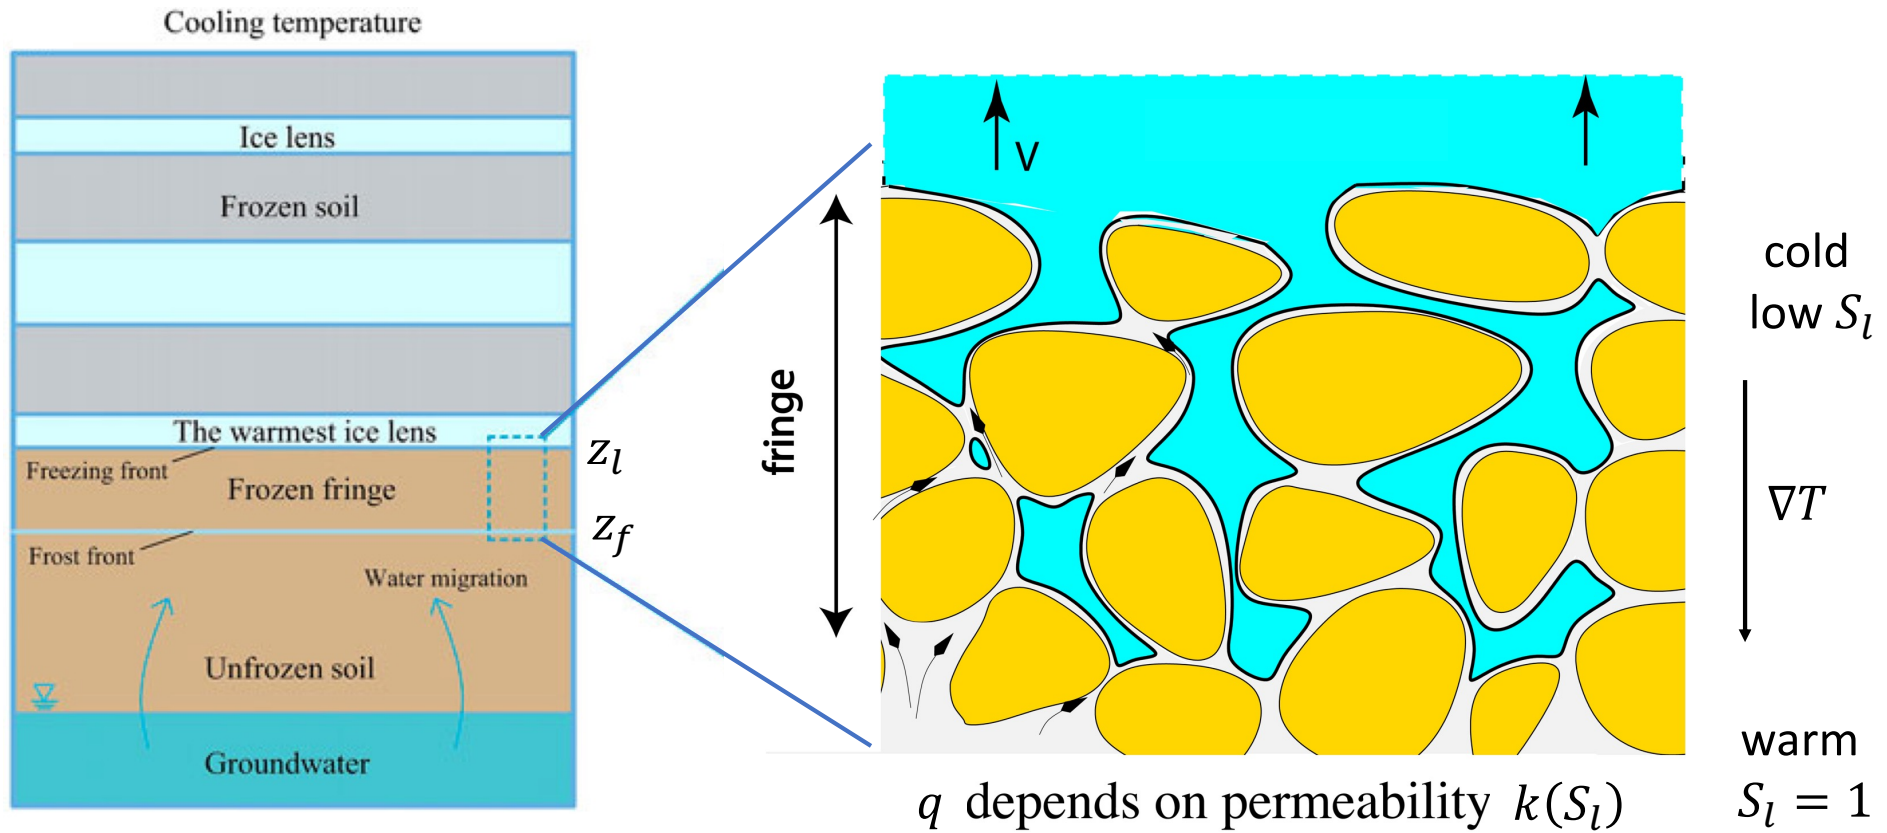 Cooling temperature
Ice lens
Frozen soil
The warmest ice lens
Freezing front
Frozen fringe
Frost front
Water migration
Unfrozen soil
Groundwater
z_l
z_f
fringe
V
cold
low S_l
∇T
warm
S_l = 1
q depends on permeability k(S_l)